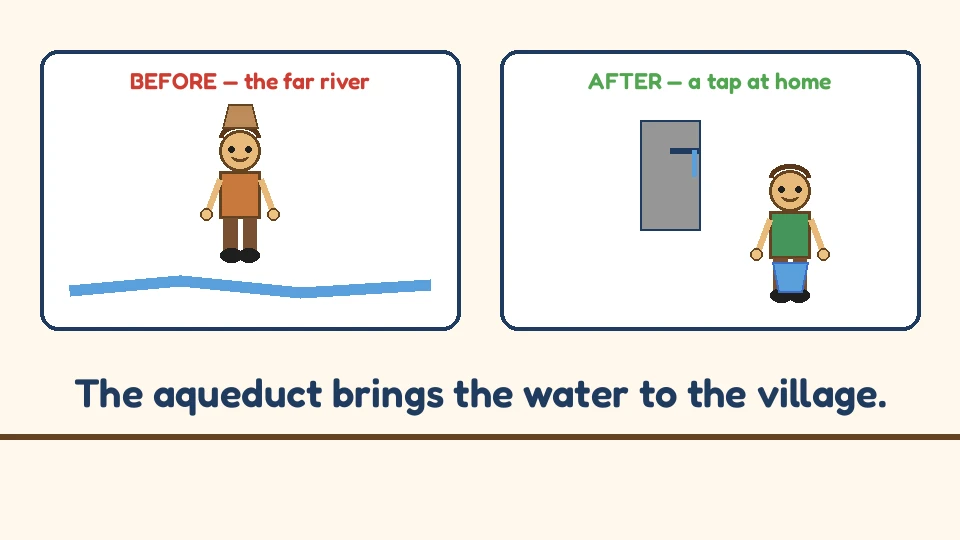 BEFORE — the far river
AFTER — a tap at home
The aqueduct brings the water to the village.